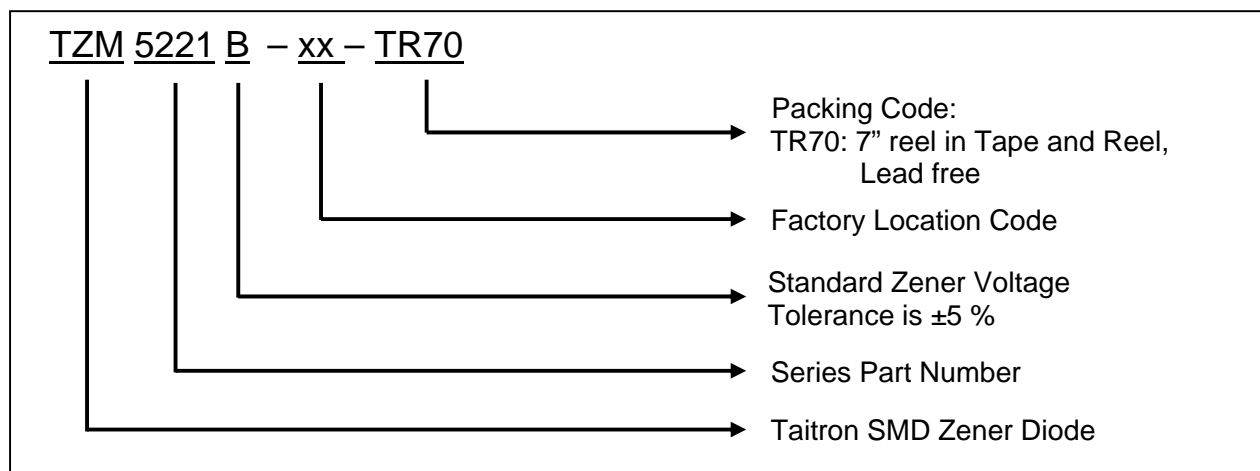 TZM 5221 B – xx – TR70
Packing Code:
TR70: 7” reel in Tape and Reel,
Lead free
Factory Location Code
Standard Zener Voltage
Tolerance is ±5 %
Series Part Number
Taitron SMD Zener Diode